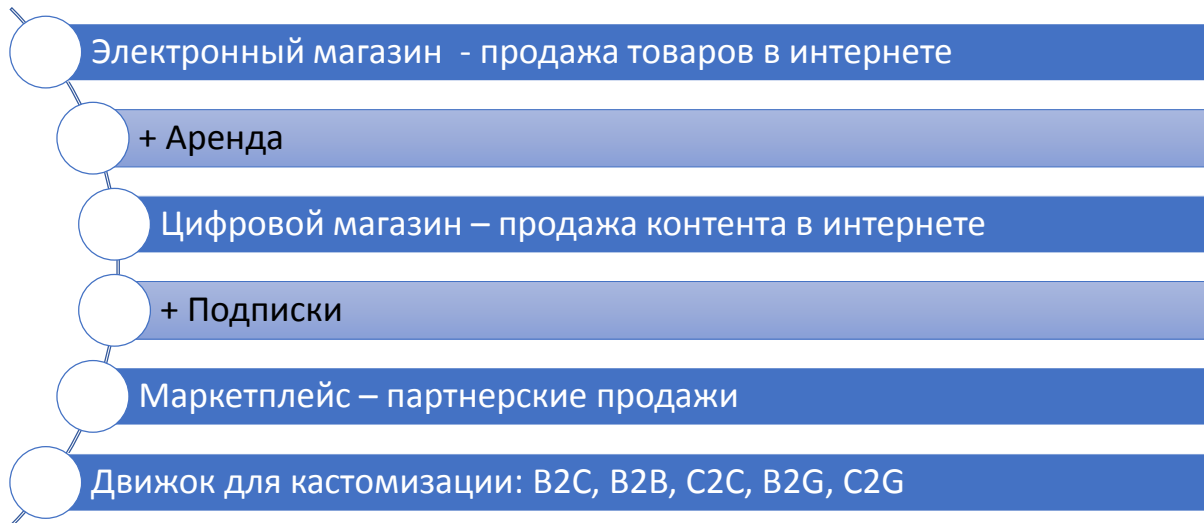 Электронный магазин - продажа товаров в интернете
+ Аренда
Цифровой магазин – продажа контента в интернете
+ Подписки
Маркетплейс – партнерские продажи
Движок для кастомизации: B2C, B2B, C2C, B2G, C2G